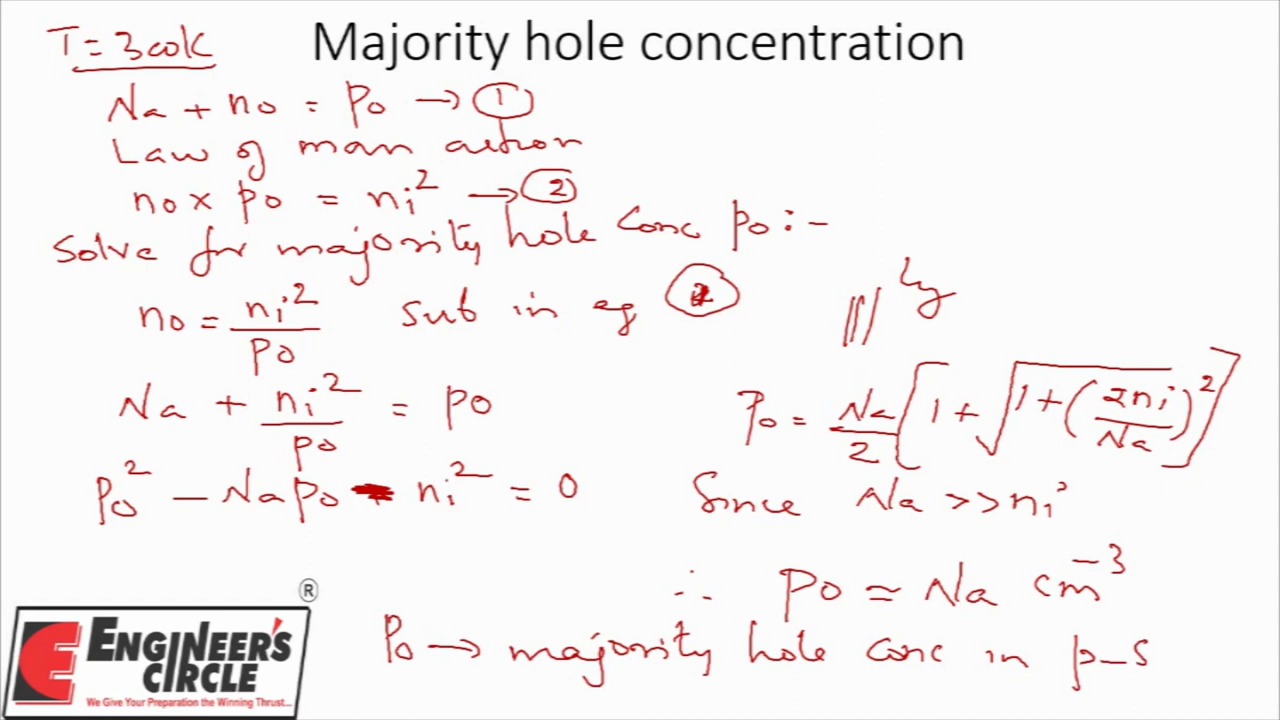 T = 300k
Majority hole concentration
Na + no = Po → ①
Law of mass action
no x po = ni² → ②
Solve for majority hole conc po :-
no = ni²/po sub in eq
Na + ni²/po = po
Po² - Napo - ni² = 0
|||ly
Po = Na/2 [1 + √(1 + (2ni/Na)²)]
Since Na >> ni
∴ Po ≃ Na cm⁻³
Po → majority hole conc in p-s
®
ENGINEER'S
CIRCLE
We Give Your Preparation the Winning Thrust...